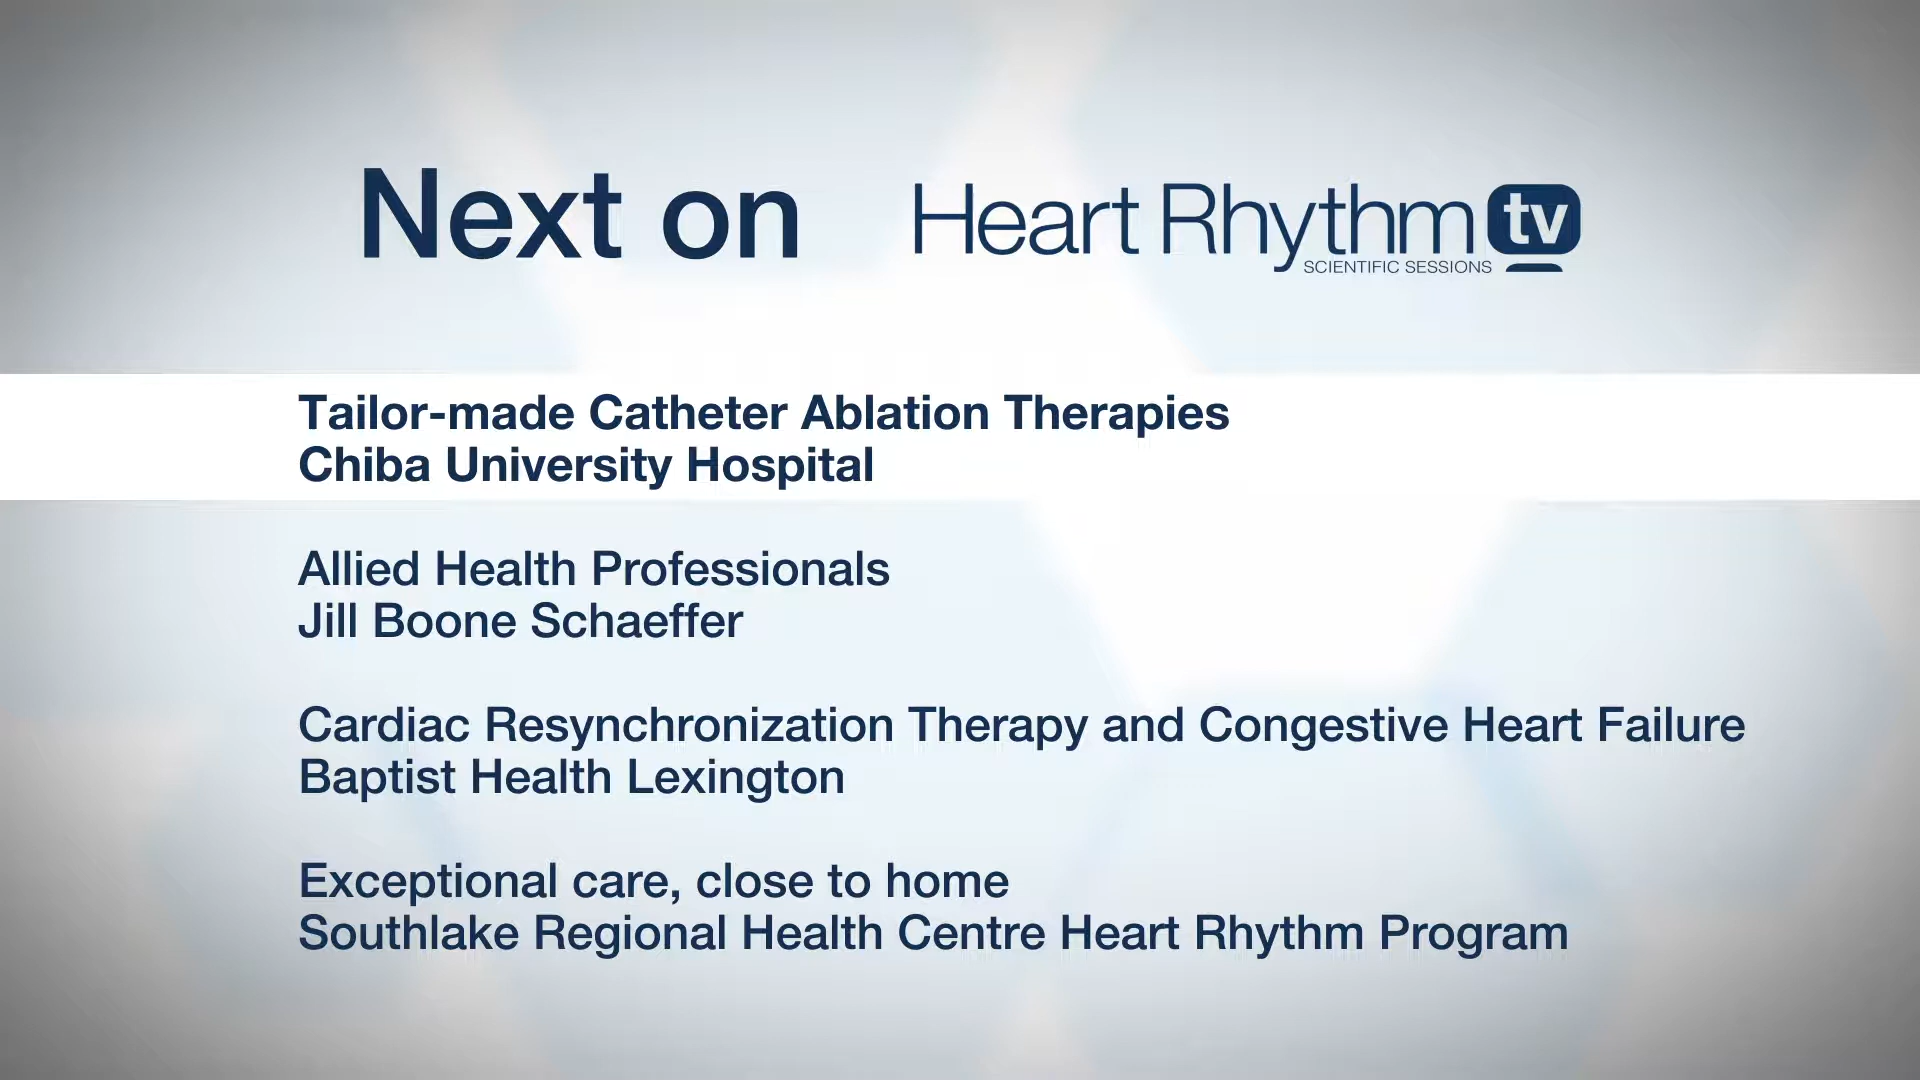 Next on Heart Rhythm tv
SCIENTIFIC SESSIONS
Tailor-made Catheter Ablation Therapies
Chiba University Hospital
Allied Health Professionals
Jill Boone Schaeffer
Cardiac Resynchronization Therapy and Congestive Heart Failure
Baptist Health Lexington
Exceptional care, close to home
Southlake Regional Health Centre Heart Rhythm Program